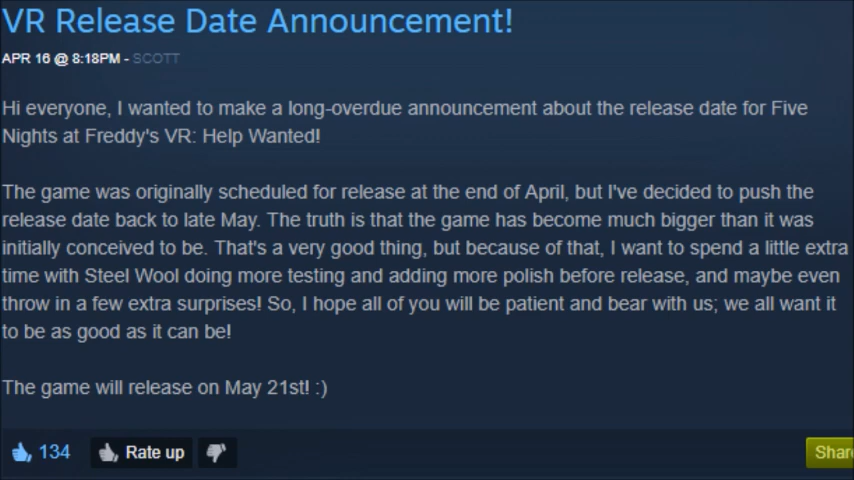 VR Release Date Announcement!
APR 16 @ 8:18PM - SCOTT
Hi everyone, I wanted to make a long-overdue announcement about the release date for Five
Nights at Freddy's VR: Help Wanted!
The game was originally scheduled for release at the end of April, but I've decided to push the
release date back to late May. The truth is that the game has become much bigger than it was
initially conceived to be. That's a very good thing, but because of that, I want to spend a little extra
time with Steel Wool doing more testing and adding more polish before release, and maybe even
throw in a few extra surprises! So, I hope all of you will be patient and bear with us; we all want it
to be as good as it can be!
The game will release on May 21st! :)
134 Rate up Share